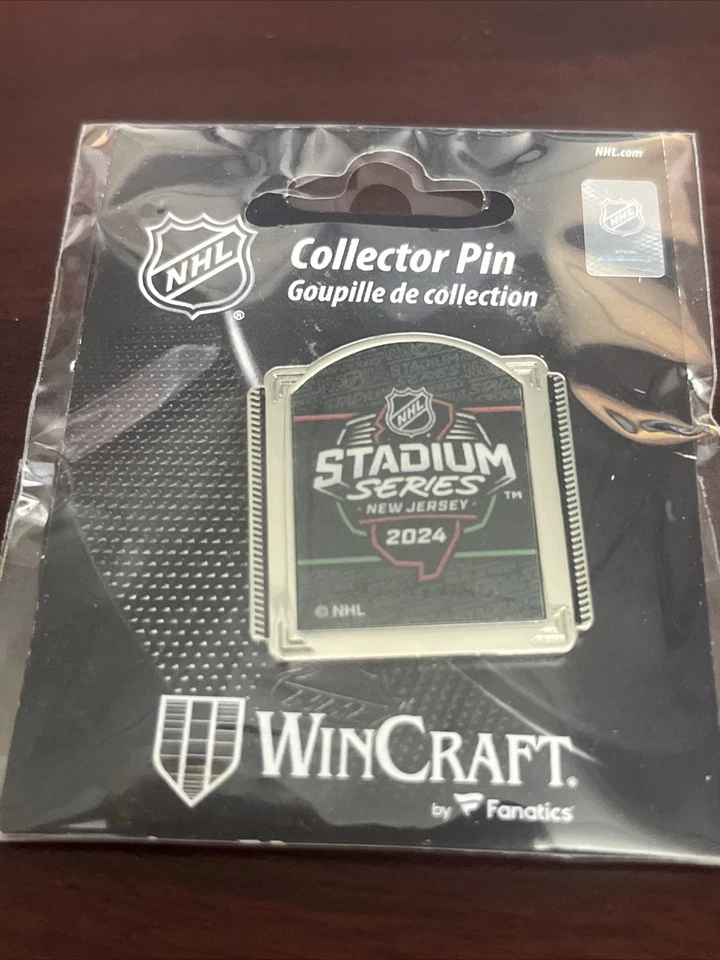 NHL.com
NHL
®
Collector Pin
Goupille de collection
NHL
NHL
STADIUM
SERIES ™
· NEW JERSEY ·
2024
© NHL
WINCRAFT.
by Fanatics